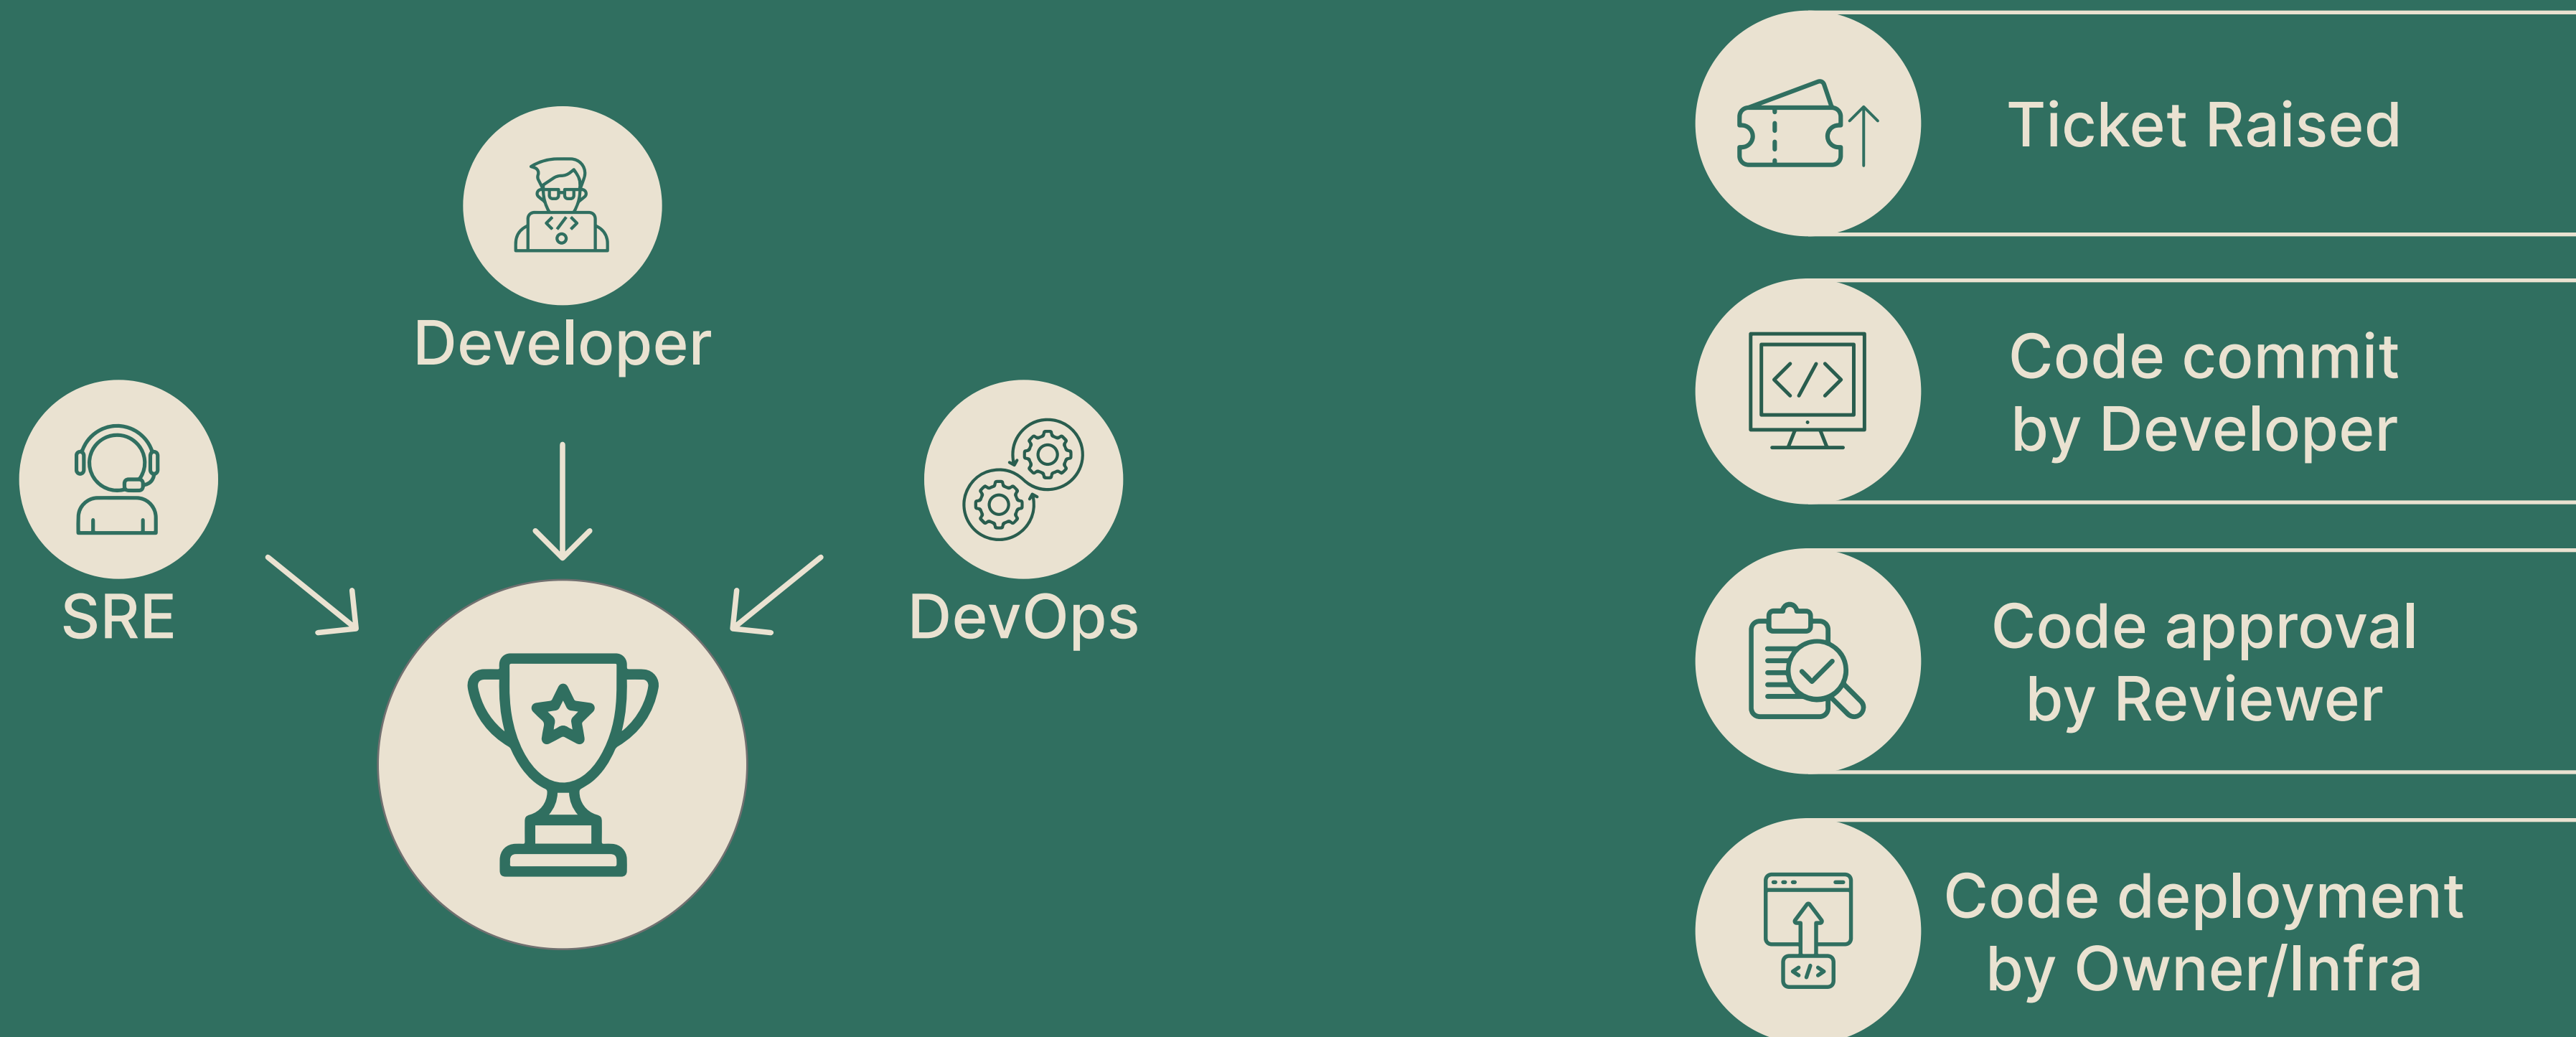 Developer
SRE
DevOps
Ticket Raised
Code commit
by Developer
Code approval
by Reviewer
Code deployment
by Owner/Infra